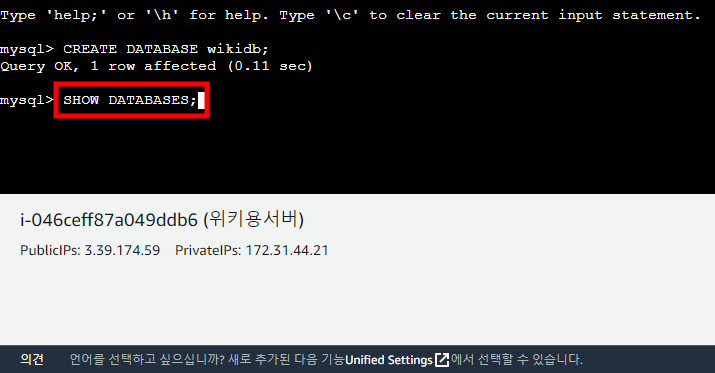 Type 'help;' or '\h' for help. Type '\c' to clear the current input statement.
mysql> CREATE DATABASE wikidb;
Query OK, 1 row affected (0.11 sec)
mysql> SHOW DATABASES;
i-046ceff87a049ddb6 (위키용서버)
PublicIPs: 3.39.174.59 PrivateIPs: 172.31.44.21
의견 언어를 선택하고 싶으십니까? 새로 추가된 다음 기능Unified Settings에서 선택할 수 있습니다.